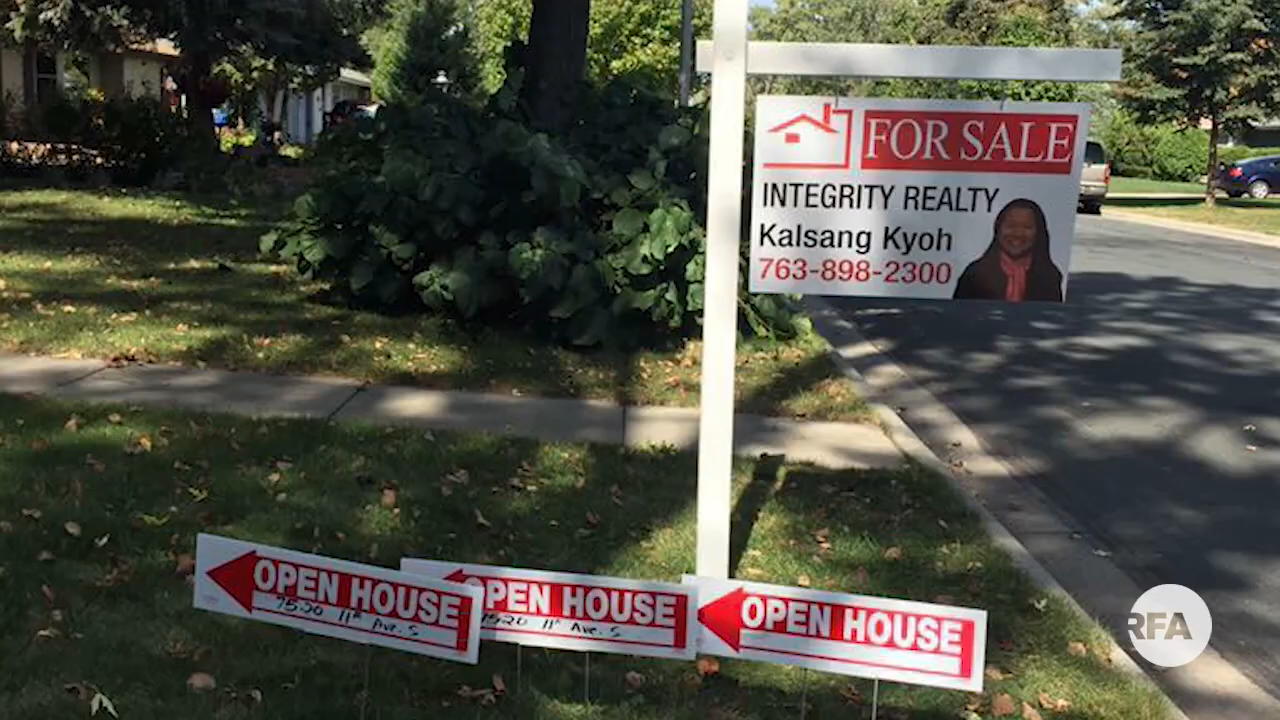 FOR SALE
INTEGRITY REALTY
Kalsang Kyoh
763-898-2300
OPEN HOUSE
7520 11th Ave. S
OPEN HOUSE
7520 11th Ave. S
OPEN HOUSE
RFA